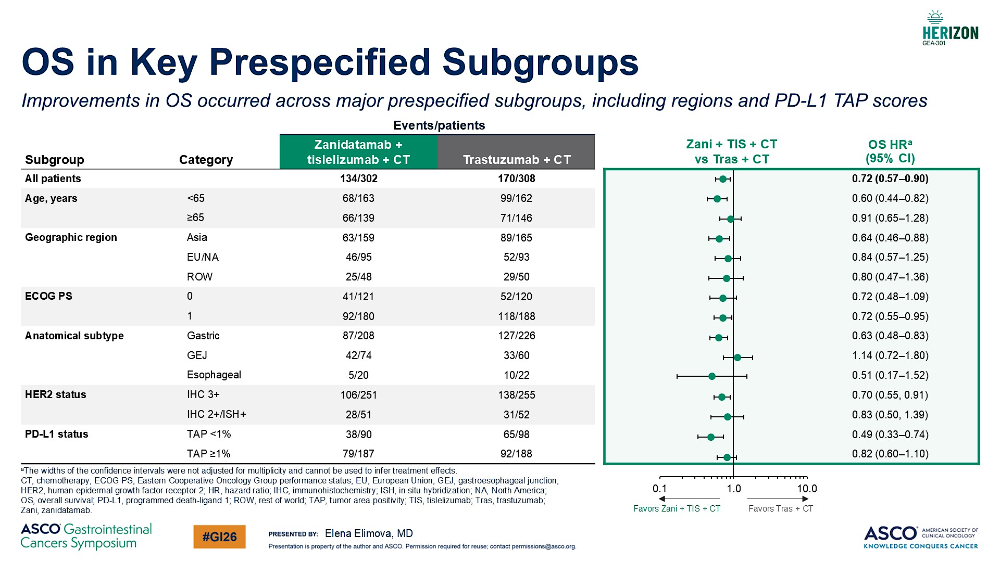 HERIZON
GEA-301
OS in Key Prespecified Subgroups
Improvements in OS occurred across major prespecified subgroups, including regions and PD-L1 TAP scores
Events/patients
Subgroup Category Zanidatamab + tislelizumab + CT Trastuzumab + CT Zani + TIS + CT vs Tras + CT OS HRᵃ (95% CI)
All patients 134/302 170/308 0.72 (0.57–0.90)
Age, years <65 68/163 99/162 0.60 (0.44–0.82)
≥65 66/139 71/146 0.91 (0.65–1.28)
Geographic region Asia 63/159 89/165 0.64 (0.46–0.88)
EU/NA 46/95 52/93 0.84 (0.57–1.25)
ROW 25/48 29/50 0.80 (0.47–1.36)
ECOG PS 0 41/121 52/120 0.72 (0.48–1.09)
1 92/180 118/188 0.72 (0.55–0.95)
Anatomical subtype Gastric 87/208 127/226 0.63 (0.48–0.83)
GEJ 42/74 33/60 1.14 (0.72–1.80)
Esophageal 5/20 10/22 0.51 (0.17–1.52)
HER2 status IHC 3+ 106/251 138/255 0.70 (0.55, 0.91)
IHC 2+/ISH+ 28/51 31/52 0.83 (0.50, 1.39)
PD-L1 status TAP <1% 38/90 65/98 0.49 (0.33–0.74)
TAP ≥1% 79/187 92/188 0.82 (0.60–1.10)
0.1 1.0 10.0
Favors Zani + TIS + CT Favors Tras + CT
ᵃThe widths of the confidence intervals were not adjusted for multiplicity and cannot be used to infer treatment effects.
CT, chemotherapy; ECOG PS, Eastern Cooperative Oncology Group performance status; EU, European Union; GEJ, gastroesophageal junction;
HER2, human epidermal growth factor receptor 2; HR, hazard ratio; IHC, immunohistochemistry; ISH, in situ hybridization; NA, North America;
OS, overall survival; PD-L1, programmed death-ligand 1; ROW, rest of world; TAP, tumor area positivity; TIS, tislelizumab; Tras, trastuzumab;
Zani, zanidatamab.
ASCO Gastrointestinal
Cancers Symposium
#GI26
PRESENTED BY: Elena Elimova, MD
Presentation is property of the author and ASCO. Permission required for reuse; contact permissions@asco.org.
ASCO AMERICAN SOCIETY OF
CLINICAL ONCOLOGY
KNOWLEDGE CONQUERS CANCER